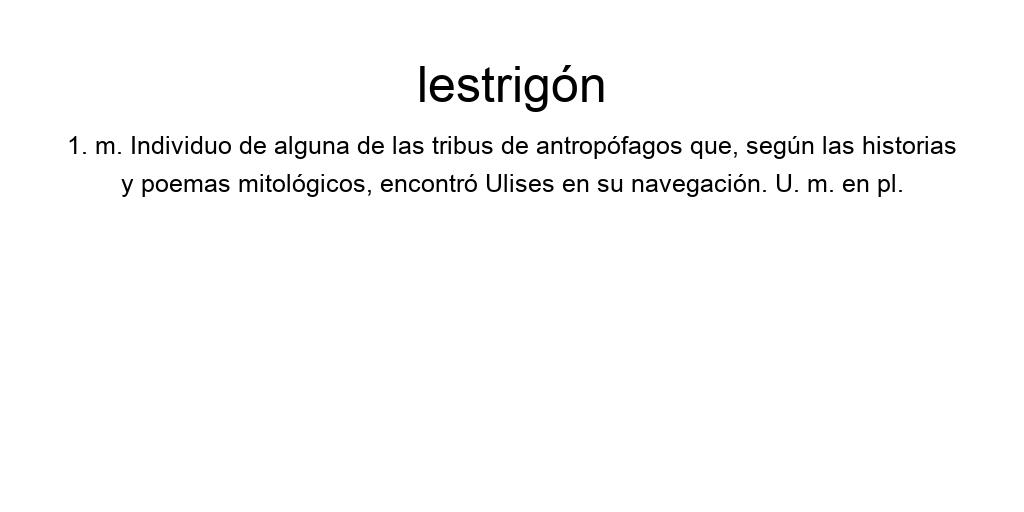 lestrigón
1. m. Individuo de alguna de las tribus de antropófagos que, según las historias
y poemas mitológicos, encontró Ulises en su navegación. U. m. en pl.